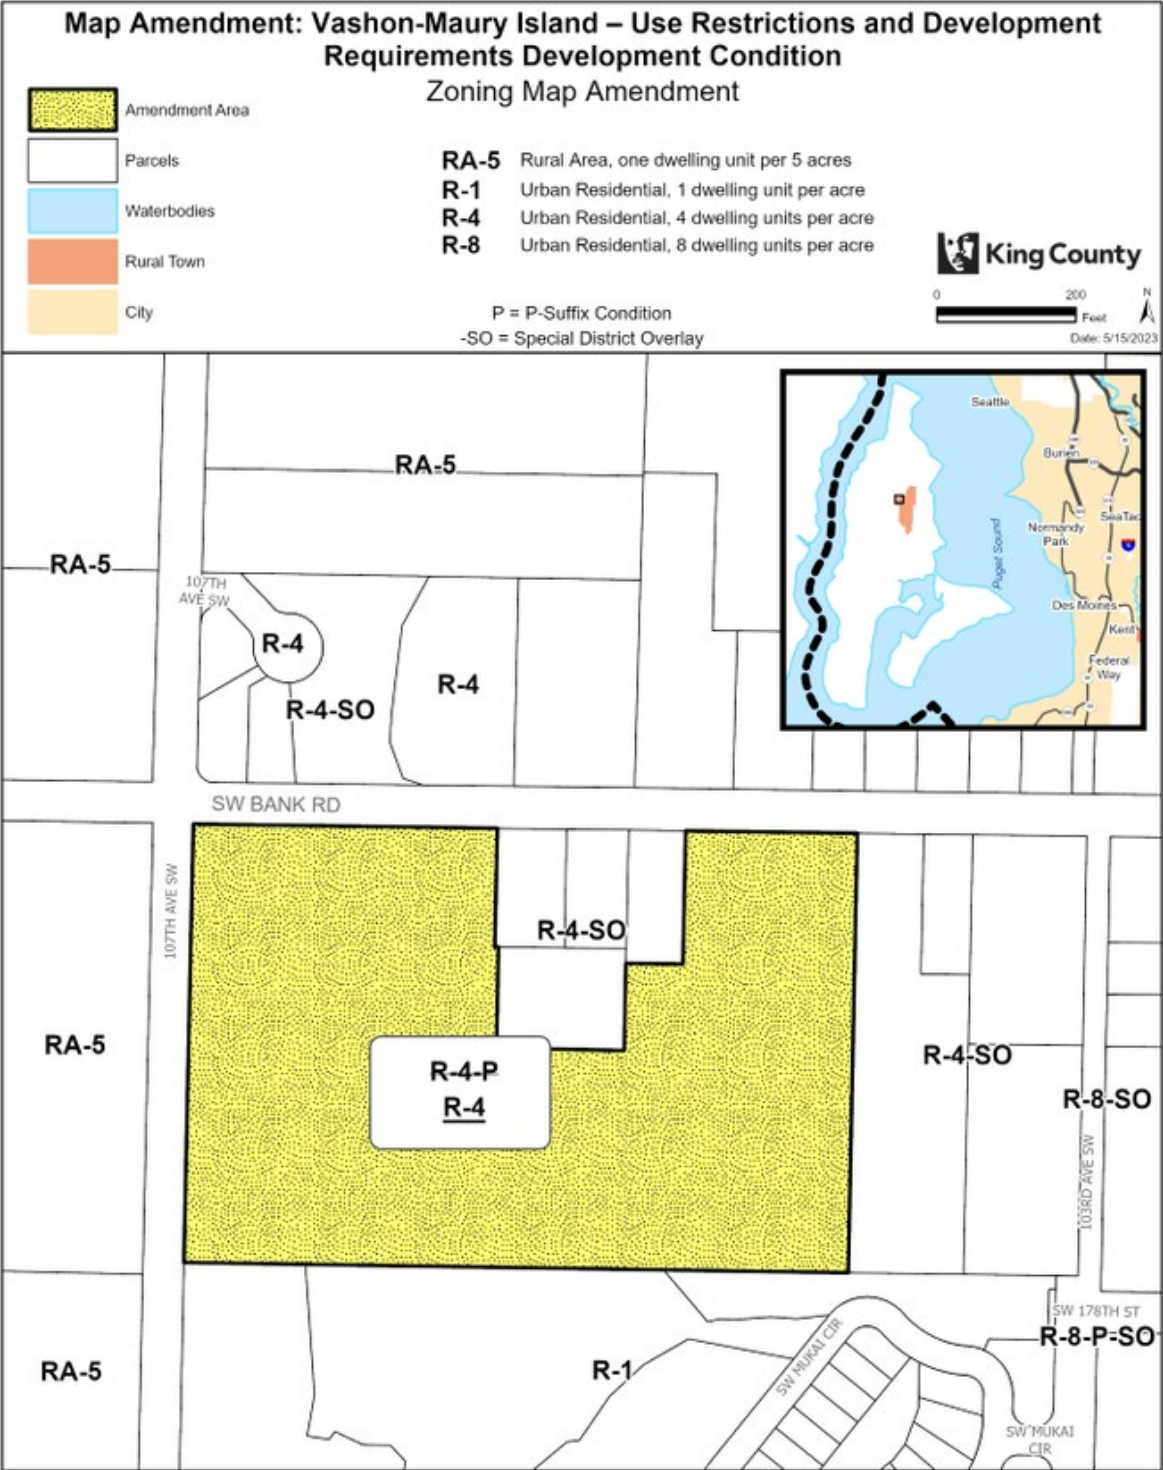 Map Amendment: Vashon-Maury Island – Use Restrictions and Development
Requirements Development Condition
Zoning Map Amendment
Amendment Area
Parcels
Waterbodies
Rural Town
City
RA-5 Rural Area, one dwelling unit per 5 acres
R-1 Urban Residential, 1 dwelling unit per acre
R-4 Urban Residential, 4 dwelling units per acre
R-8 Urban Residential, 8 dwelling units per acre
P = P-Suffix Condition
-SO = Special District Overlay
King County
0 200
Feet
N
Date: 5/15/2023
Seattle
Burien
SeaTac
Normandy
Park
Puget Sound
Des Moines
Kent
Federal
Way
RA-5
RA-5
107TH
AVE SW
R-4
R-4
R-4-SO
SW BANK RD
107TH AVE SW
R-4-SO
RA-5
R-4-P
R-4
R-4-SO
R-8-SO
103RD AVE SW
SW 178TH ST
R-8-P-SO
RA-5
R-1
SW MUKAI CIR
SW MUKAI
CIR